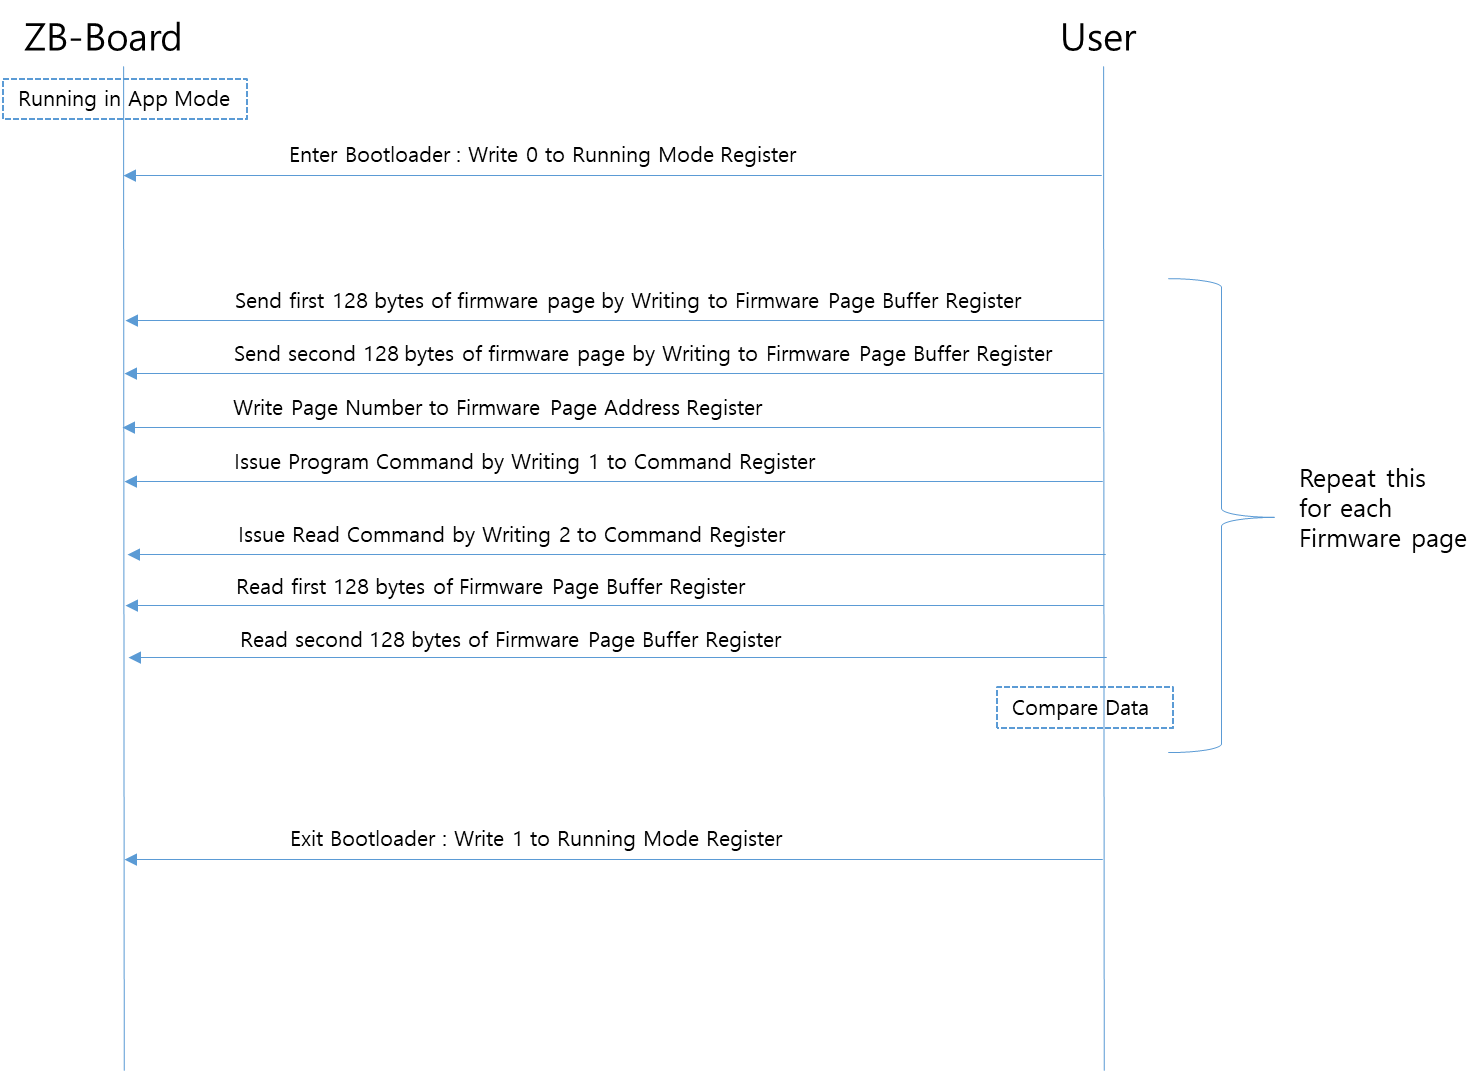 ZB-Board
User
Running in App Mode
Enter Bootloader : Write 0 to Running Mode Register
Send first 128 bytes of firmware page by Writing to Firmware Page Buffer Register
Send second 128 bytes of firmware page by Writing to Firmware Page Buffer Register
Write Page Number to Firmware Page Address Register
Issue Program Command by Writing 1 to Command Register
Issue Read Command by Writing 2 to Command Register
Read first 128 bytes of Firmware Page Buffer Register
Read second 128 bytes of Firmware Page Buffer Register
Compare Data
Repeat this
for each
Firmware page
Exit Bootloader : Write 1 to Running Mode Register